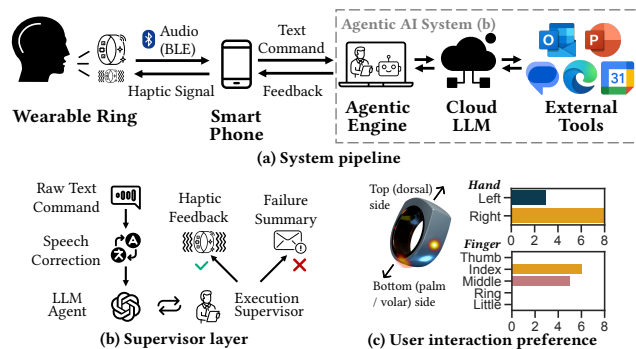 Audio
(BLE)
Haptic Signal
Text
Command
Feedback
Agentic AI System (b)
O
P
31
Wearable Ring
Smart
Phone
Agentic
Engine
Cloud
LLM
External
Tools
(a) System pipeline
Raw Text
Command
Speech
Correction
A
文
LLM
Agent
Haptic
Feedback
Failure
Summary
Execution
Supervisor
(b) Supervisor layer
Top (dorsal)
side
Bottom (palm
/ volar) side
Hand
Left
Right
0 2 4 6 8
Finger
Thumb
Index
Middle
Ring
Little
0 2 4 6 8
(c) User interaction preference